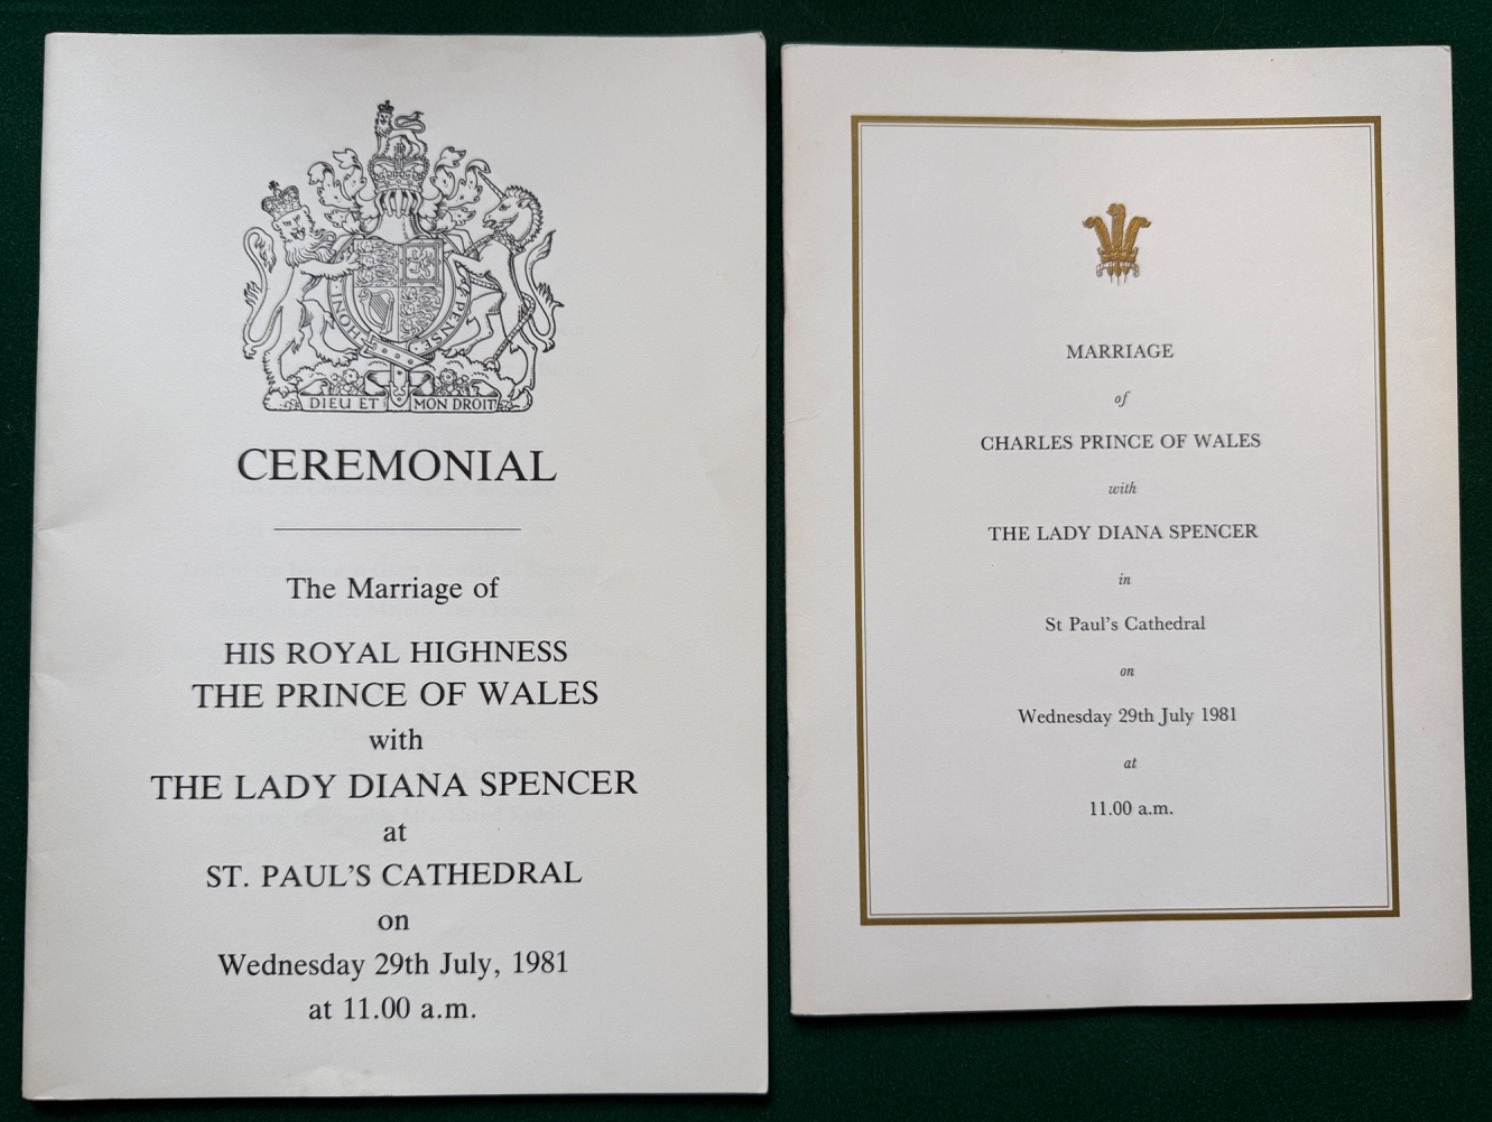 HONI
PENSE
DIEU ET MON DROIT
CEREMONIAL
The Marriage of
HIS ROYAL HIGHNESS
THE PRINCE OF WALES
with
THE LADY DIANA SPENCER
at
ST. PAUL'S CATHEDRAL
on
Wednesday 29th July, 1981
at 11.00 a.m.
MARRIAGE
of
CHARLES PRINCE OF WALES
with
THE LADY DIANA SPENCER
in
St Paul's Cathedral
on
Wednesday 29th July 1981
at
11.00 a.m.